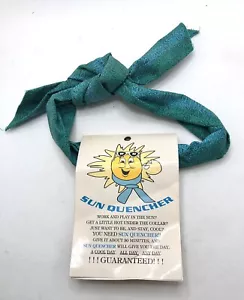 SUN QUENCHER
WORK AND PLAY IN THE SUN?
GET A LITTLE HOT UNDER THE COLLAR?
JUST WANT TO BE, AND STAY, COOL?
YOU NEED SUN QUENCHER!
GIVE IT ABOUT 30 MINUTES, AND
SUN QUENCHER WILL GIVE YOU THE DAY.
A COOL DAY. ALL DAY. ANY DAY
!!!GUARANTEED!!!